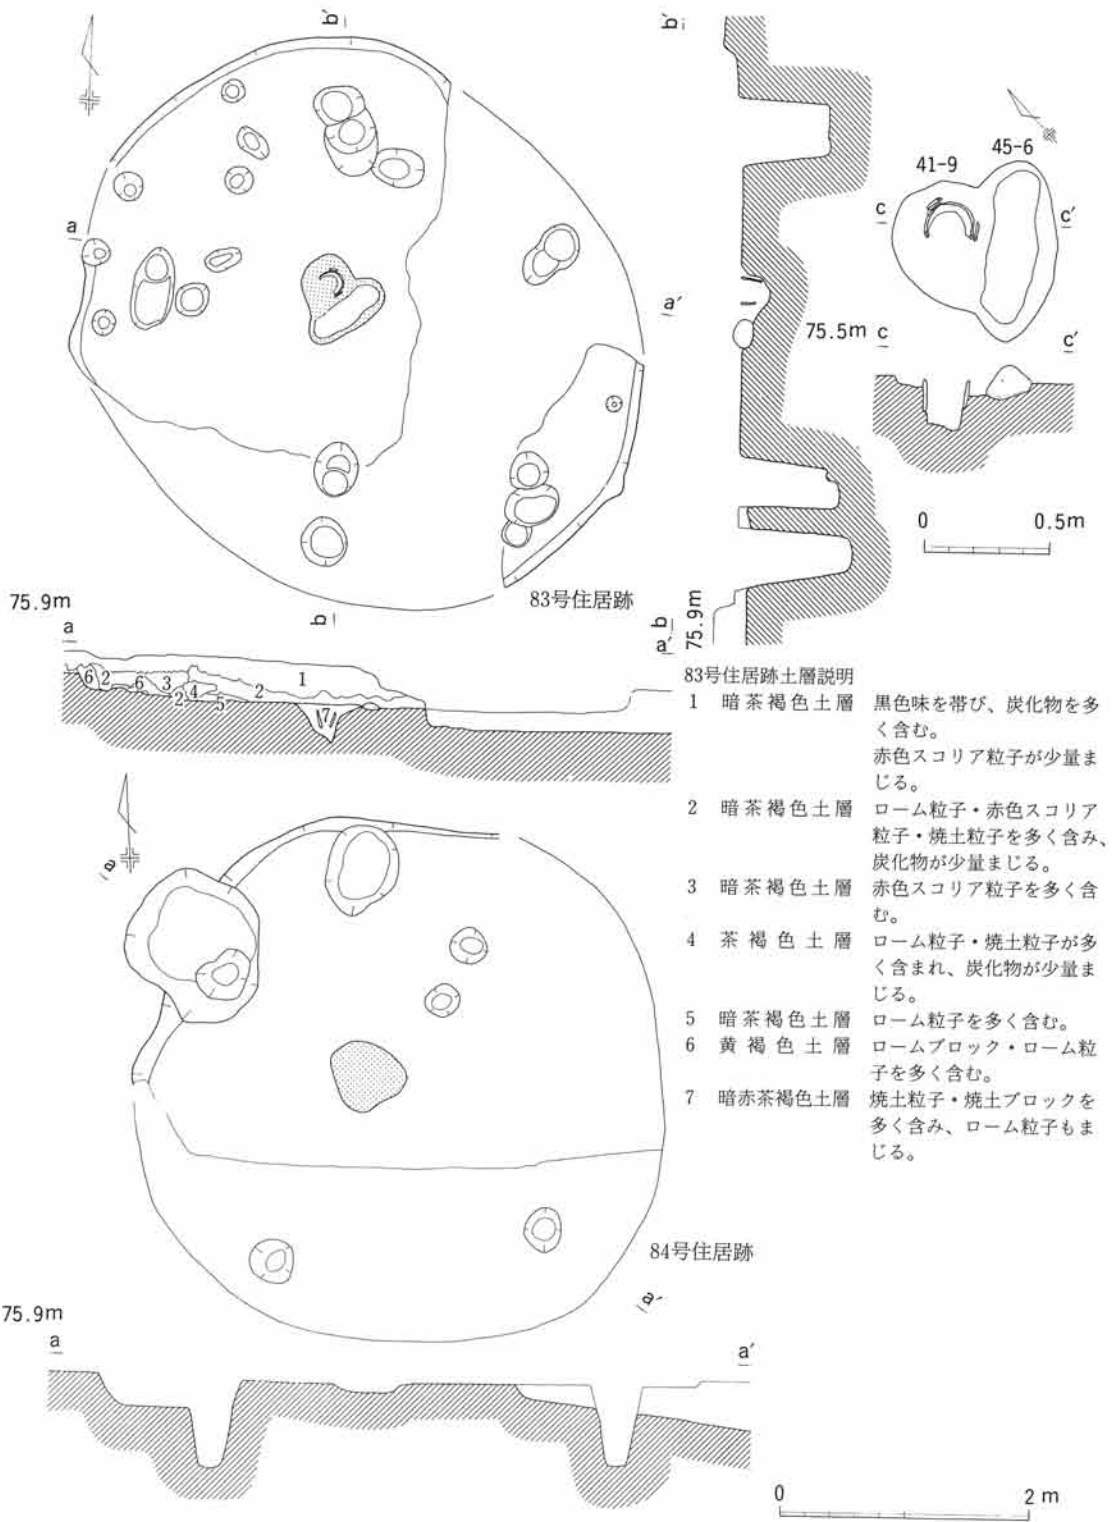 b′
b′
45-6
41-9
c
c′
a
a′
75.5m c
c′
0 0.5m
83号住居跡
75.9m
a
b
b
75.9m
a′
6 2 6 3 2 4 5 2 1 7
83号住居跡土層説明
1 暗茶褐色土層 黒色味を帯び、炭化物を多
く含む。
赤色スコリア粒子が少量ま
じる。
2 暗茶褐色土層 ローム粒子・赤色スコリア
粒子・焼土粒子を多く含み、
炭化物が少量まじる。
3 暗茶褐色土層 赤色スコリア粒子を多く含
む。
4 茶褐色土層 ローム粒子・焼土粒子が多
く含まれ、炭化物が少量ま
じる。
5 暗茶褐色土層 ローム粒子を多く含む。
6 黄褐色土層 ロームブロック・ローム粒
子を多く含む。
7 暗赤茶褐色土層 焼土粒子・焼土ブロックを
多く含み、ローム粒子もま
じる。
a
84号住居跡
a′
75.9m
a
a′
0 2m